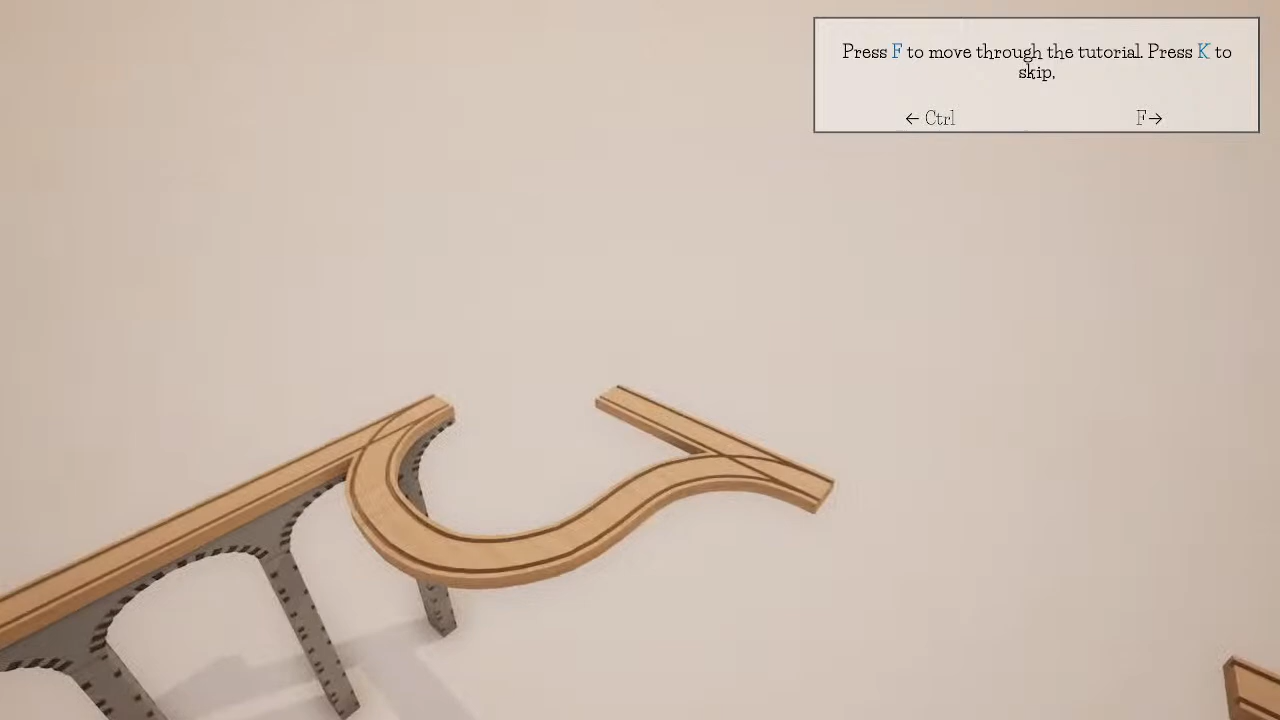 Press F to move through the tutorial. Press K to
skip,
← Ctrl
F→